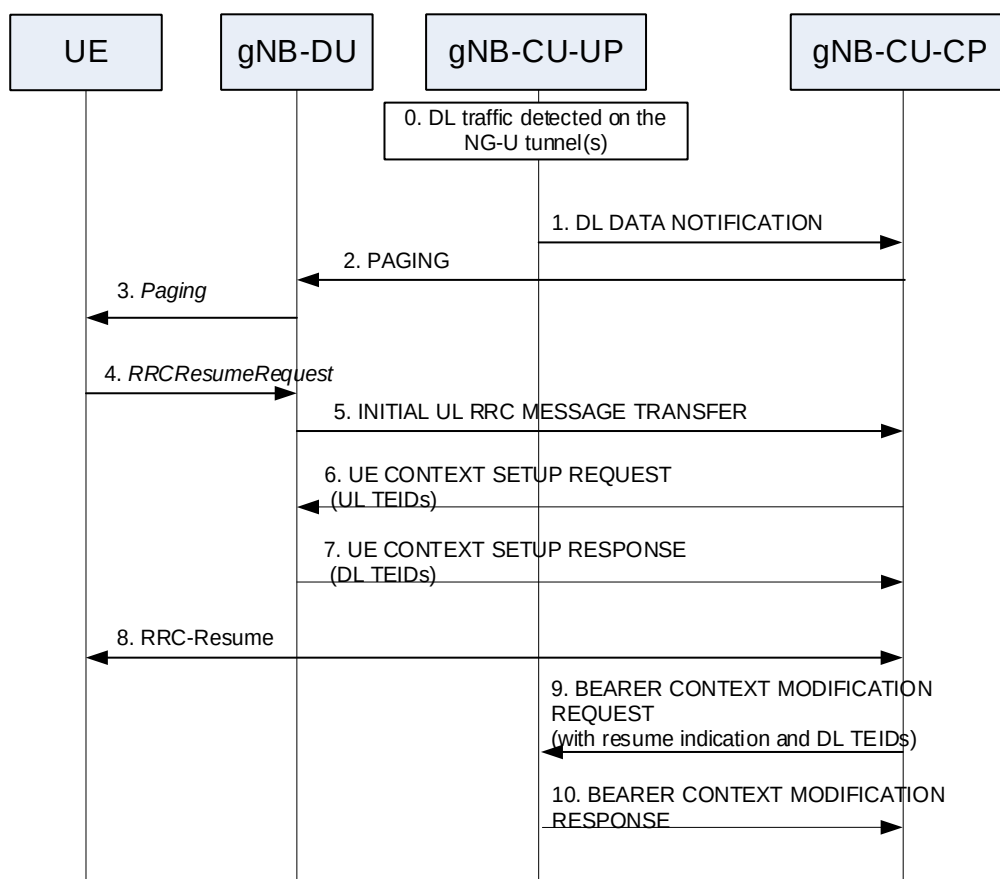 UE
gNB-DU
gNB-CU-UP
gNB-CU-CP
0. DL traffic detected on the
NG-U tunnel(s)
1. DL DATA NOTIFICATION
2. PAGING
3. Paging
4. RRCResumeRequest
5. INITIAL UL RRC MESSAGE TRANSFER
6. UE CONTEXT SETUP REQUEST
(UL TEIDs)
7. UE CONTEXT SETUP RESPONSE
(DL TEIDs)
8. RRC-Resume
9. BEARER CONTEXT MODIFICATION
REQUEST
(with resume indication and DL TEIDs)
10. BEARER CONTEXT MODIFICATION
RESPONSE